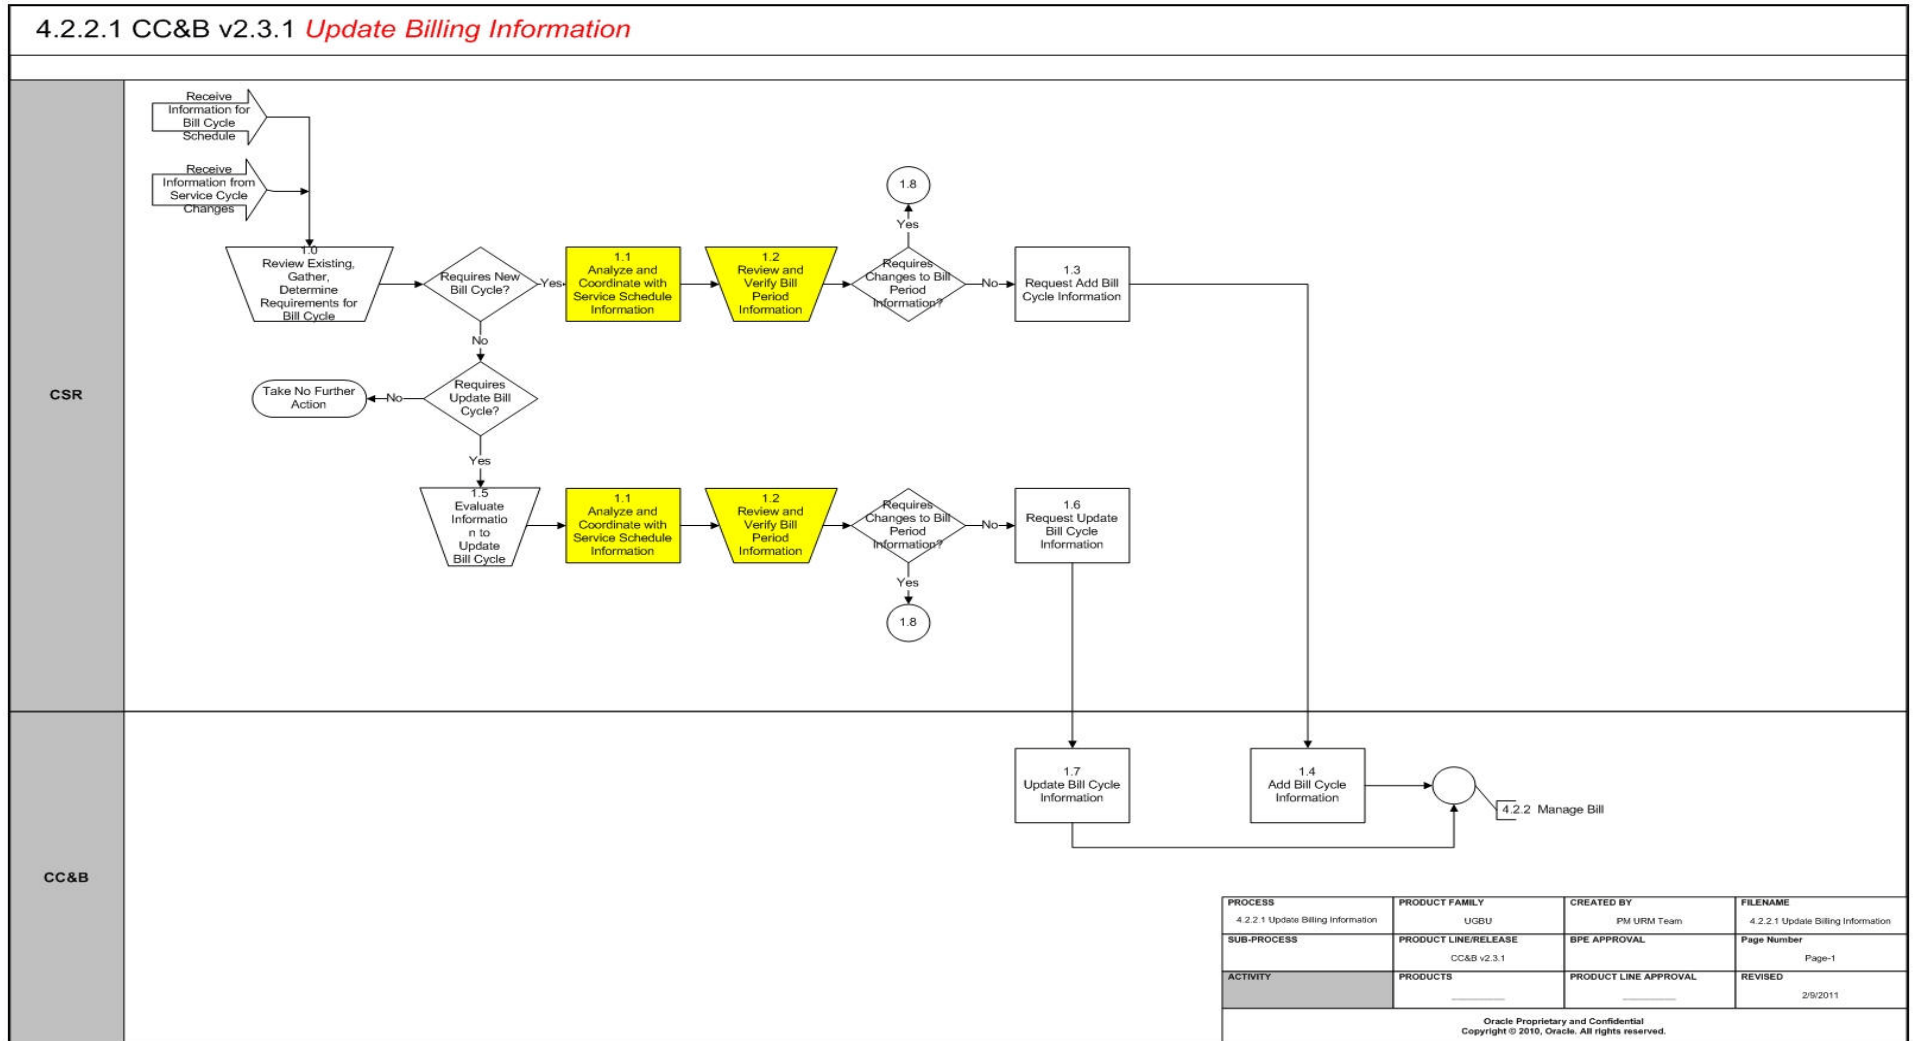 4.2.2.1 CC&B v2.3.1 Update Billing Information
CSR
Receive
Information for
Bill Cycle
Schedule
Receive
Information from
Service Cycle
Changes
1.0
Review Existing,
Gather,
Determine
Requirements for
Bill Cycle
Requires New
Bill Cycle?
Yes
1.1
Analyze and
Coordinate with
Service Schedule
Information
1.2
Review and
Verify Bill
Period
Information
Requires
Changes to Bill
Period
Information?
Yes
1.8
No
1.3
Request Add Bill
Cycle Information
No
Requires
Update Bill
Cycle?
No
Take No Further
Action
Yes
1.5
Evaluate
Informatio
n to
Update
Bill Cycle
1.1
Analyze and
Coordinate with
Service Schedule
Information
1.2
Review and
Verify Bill
Period
Information
Requires
Changes to Bill
Period
Information?
No
1.6
Request Update
Bill Cycle
Information
Yes
1.8
CC&B
1.7
Update Bill Cycle
Information
1.4
Add Bill Cycle
Information
4.2.2 Manage Bill
PROCESS
4.2.2.1 Update Billing Information
PRODUCT FAMILY
UGBU
CREATED BY
PM URM Team
FILENAME
4.2.2.1 Update Billing Information
SUB-PROCESS
PRODUCT LINE/RELEASE
CC&B v2.3.1
BPE APPROVAL
Page Number
Page-1
ACTIVITY
PRODUCTS
PRODUCT LINE APPROVAL
REVISED
2/9/2011
Oracle Proprietary and Confidential
Copyright © 2010, Oracle. All rights reserved.